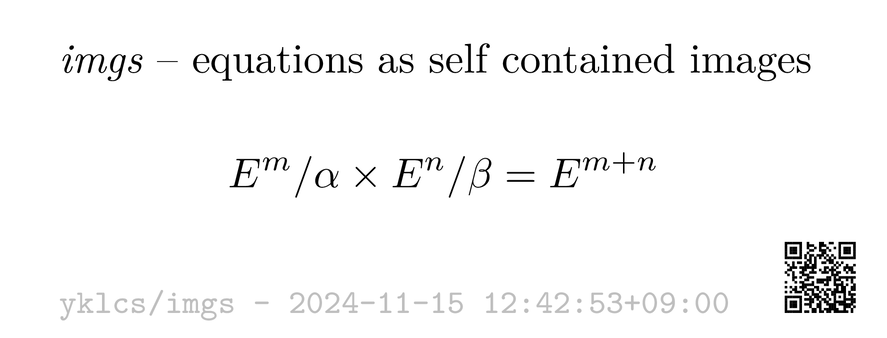 imgs – equations as self contained images
E^m/α × E^n/β = E^{m+n}
yklcs/imgs - 2024-11-15 12:42:53+09:00